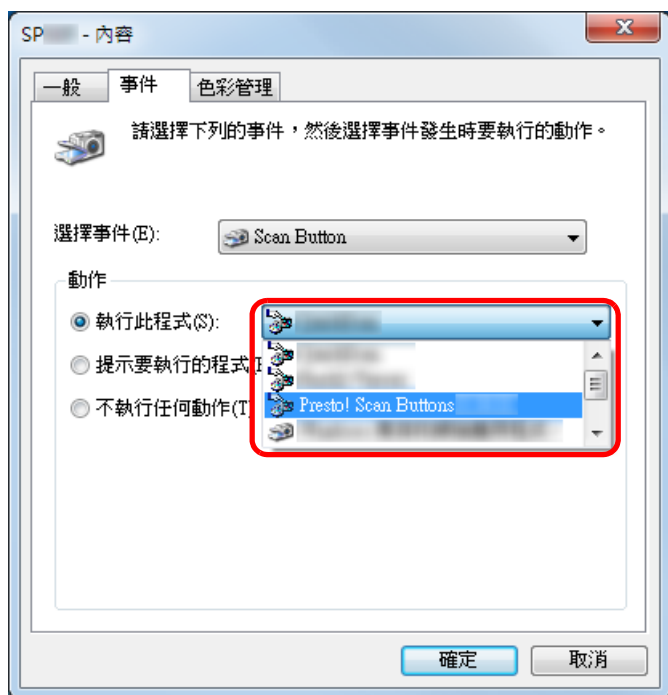 SP - 內容
一般
事件
色彩管理
請選擇下列的事件，然後選擇事件發生時要執行的動作。
選擇事件(E):
Scan Button
動作
執行此程式(S):
提示要執行的程式(
Presto! Scan Buttons
不執行任何動作(T)
確定
取消